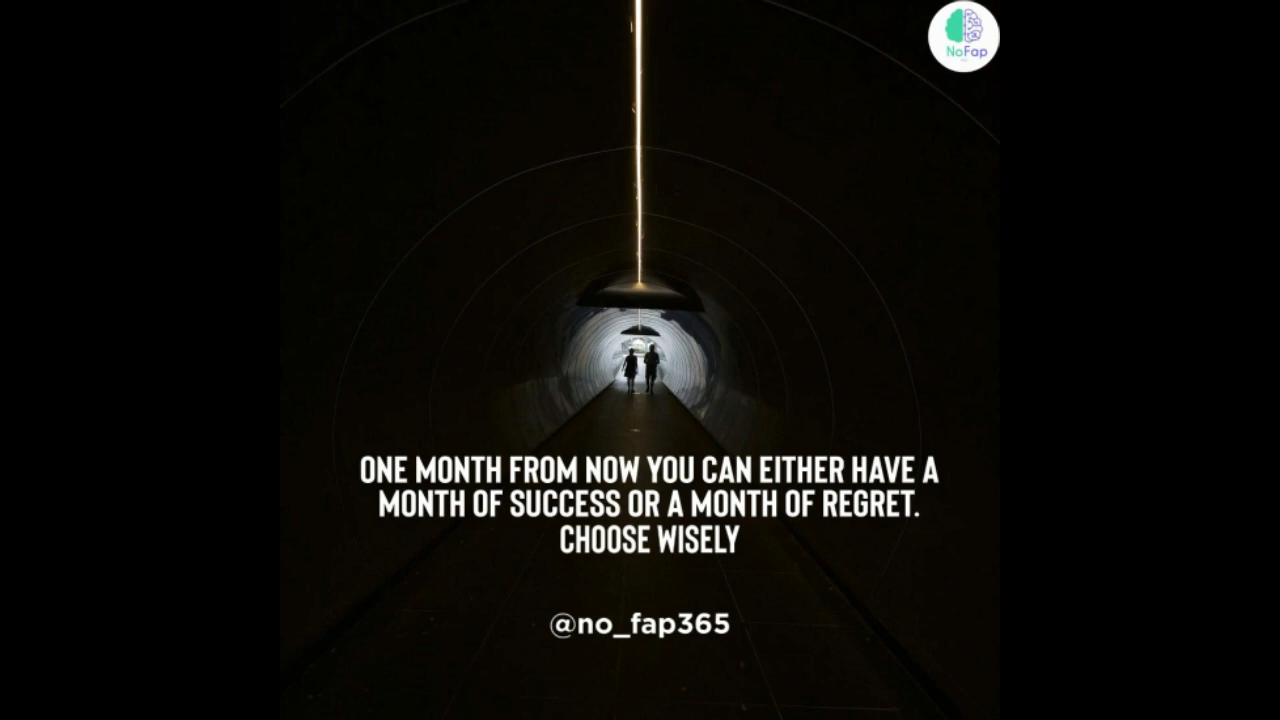 NoFap
ONE MONTH FROM NOW YOU CAN EITHER HAVE A
MONTH OF SUCCESS OR A MONTH OF REGRET.
CHOOSE WISELY
@no_fap365